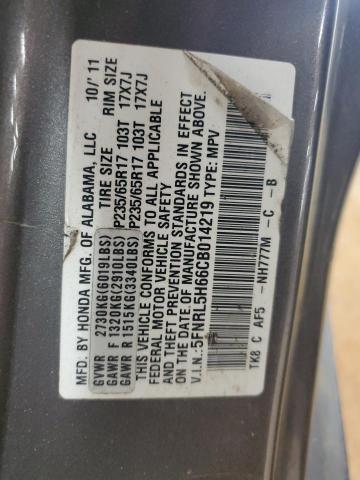 MFD. BY HONDA MFG. OF ALABAMA, LLC 10/'11
TIRE SIZE RIM SIZE
GVWR 2730KG(6019LBS)
GAWR F 1320KG(2910LBS) P235/65R17 103T 17X7J
GAWR R 1515KG(3340LBS) P235/65R17 103T 17X7J
THIS VEHICLE CONFORMS TO ALL APPLICABLE
FEDERAL MOTOR VEHICLE SAFETY
AND THEFT PREVENTION STANDARDS IN EFFECT
ON THE DATE OF MANUFACTURE SHOWN ABOVE.
V.I.N.:5FNRL5H66CB014219 TYPE: MPV
TK8 C AF5 -NH777M -C -B